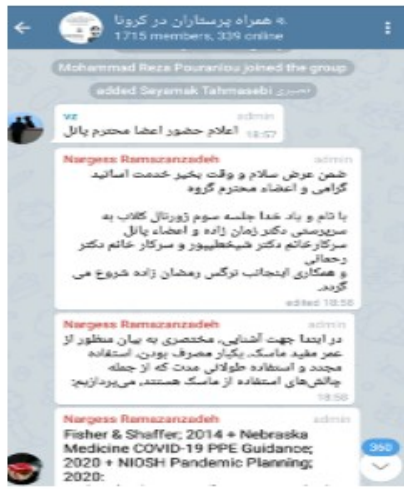 همراه پرستاران در کرونا
1715 members, 339 online
Mohammad Reza Pouraniou joined the group
added Sayamak Tahmasebi نصیری
vz admin
اعلام حضور اعضا محترم پانل 18:57
Nargess Ramazanzadeh admin
ضمن عرض سلام و وقت بخیر خدمت اساتید
گرامی و اعضاء محترم گروه
با نام و یاد خدا جلسه سوم ژورنال کلاب به
سرپرستی دکتر زمان زاده و اعضاء پانل
سرکارخانم دکتر شیخعلیپور و سرکار خانم دکتر
رحمانی
و همکاری اینجانب نرگس رمضان زاده شروع می
گردد.
edited 18:58
Nargess Ramazanzadeh admin
در ابتدا جهت آشنایی، مختصری به بیان منظور از
عمر مفید ماسک، یکبار مصرف بودن، استفاده
مجدد و استفاده طولانی مدت که از جمله
چالش‌های استفاده از ماسک هستند، می‌پردازیم:
18:58
Nargess Ramazanzadeh admin
Fisher & Shaffer; 2014 + Nebraska
Medicine COVID-19 PPE Guidance;
2020 + NIOSH Pandemic Planning;
2020:
360